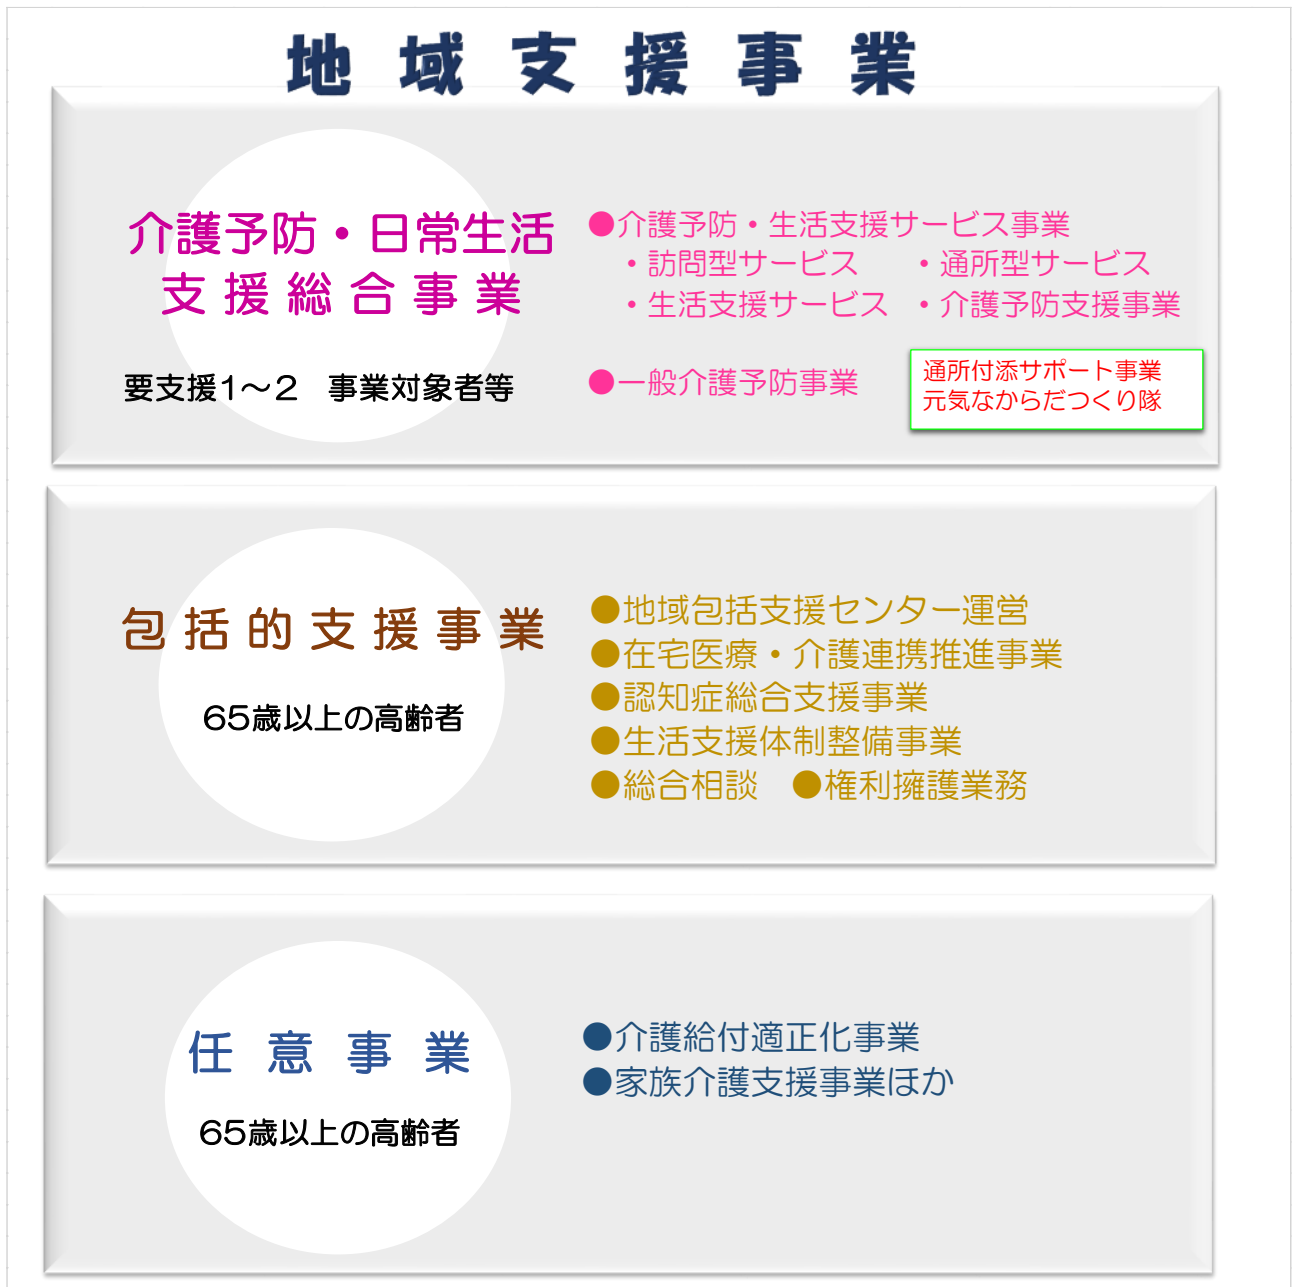 地域支援事業
介護予防・日常生活
支援総合事業
要支援1～2　事業対象者等
●介護予防・生活支援サービス事業
・訪問型サービス　・通所型サービス
・生活支援サービス　・介護予防支援事業
●一般介護予防事業
通所付添サポート事業
元気なからだつくり隊
包括的支援事業
65歳以上の高齢者
●地域包括支援センター運営
●在宅医療・介護連携推進事業
●認知症総合支援事業
●生活支援体制整備事業
●総合相談　●権利擁護業務
任意事業
65歳以上の高齢者
●介護給付適正化事業
●家族介護支援事業ほか